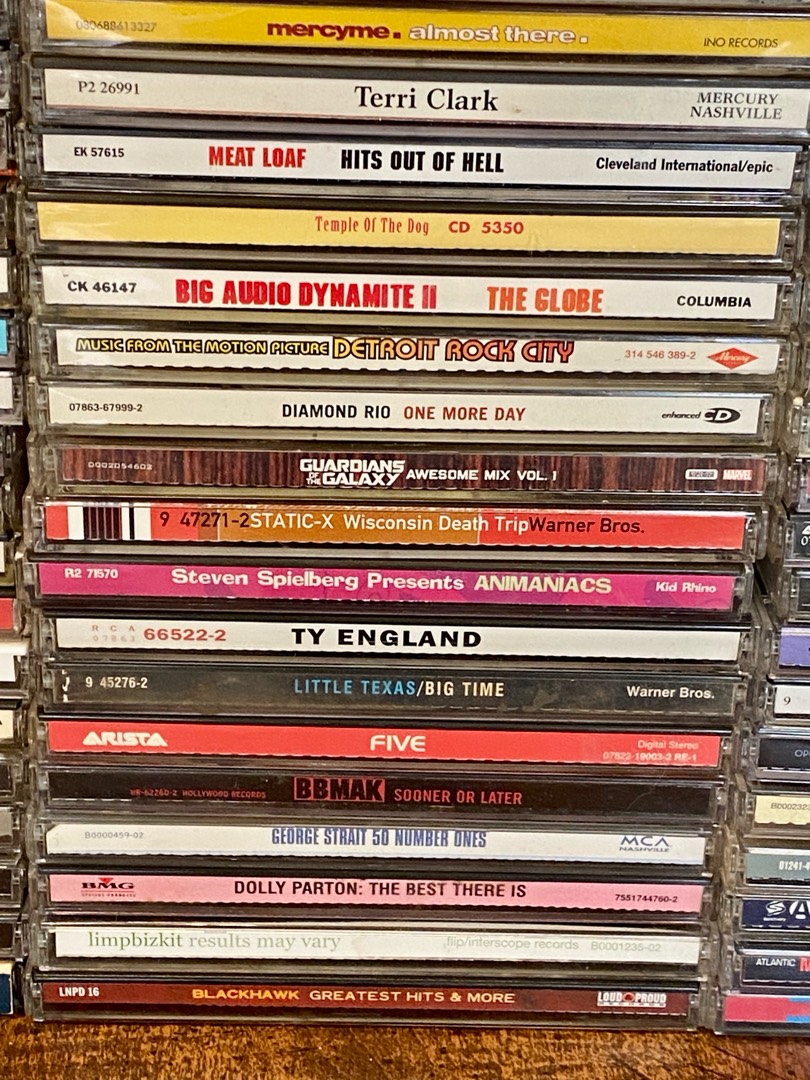 080688613327 mercyme. almost there. INO RECORDS
P2 26991 Terri Clark MERCURY
NASHVILLE
EK 57615 MEAT LOAF HITS OUT OF HELL Cleveland International/epic
Temple Of The Dog CD 5350
CK 46147 BIG AUDIO DYNAMITE II THE GLOBE COLUMBIA
MUSIC FROM THE MOTION PICTURE DETROIT ROCK CITY 314 546 389-2 Mercury
07863-67999-2 DIAMOND RIO ONE MORE DAY enhanced CD
GUARDIANS
OF THE GALAXY AWESOME MIX VOL. 1 MARVEL
9 47271-2 STATIC-X Wisconsin Death Trip Warner Bros.
R2 71570 Steven Spielberg Presents ANIMANIACS Kid Rhino
RCA
07863 66522-2 TY ENGLAND
9 45276-2 LITTLE TEXAS/BIG TIME Warner Bros.
ARISTA FIVE Digital Stereo
07822-19003-2 RE-1
HR-62260-2 HOLLYWOOD RECORDS BBMAK SOONER OR LATER
B0000459-02 GEORGE STRAIT 50 NUMBER ONES MCA
NASHVILLE
BMG DOLLY PARTON: THE BEST THERE IS 7551744760-2
limpbizkit results may vary flip/interscope records B0001235-02
LNPD 16 BLACKHAWK GREATEST HITS & MORE LOUD PROUD
9
ATLANTIC